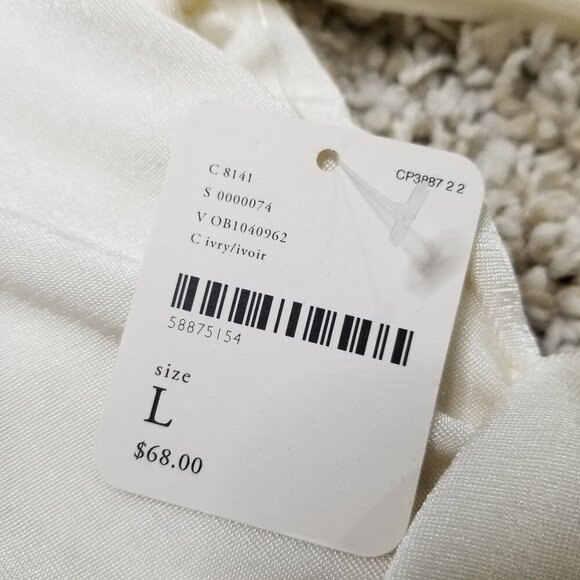 C 8141
S 0000074
V OB1040962
C ivry/ivoir
CP3887 2 2
58875154
size
L
$68.00